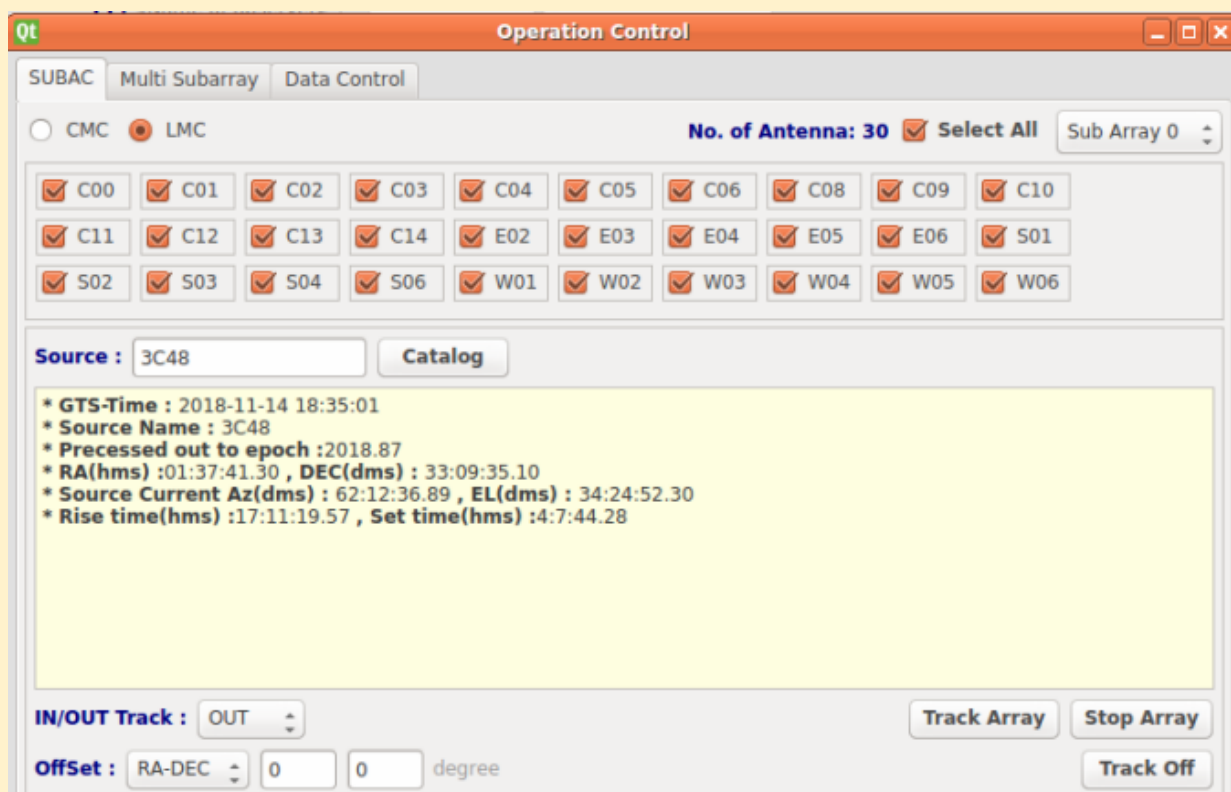 Qt Operation Control
SUBAC Multi Subarray Data Control
CMC LMC No. of Antenna: 30 Select All Sub Array 0
C00 C01 C02 C03 C04 C05 C06 C08 C09 C10
C11 C12 C13 C14 E02 E03 E04 E05 E06 S01
S02 S03 S04 S06 W01 W02 W03 W04 W05 W06
Source : 3C48 Catalog
* GTS-Time : 2018-11-14 18:35:01
* Source Name : 3C48
* Precessed out to epoch :2018.87
* RA(hms) :01:37:41.30 , DEC(dms) : 33:09:35.10
* Source Current Az(dms) : 62:12:36.89 , EL(dms) : 34:24:52.30
* Rise time(hms) :17:11:19.57 , Set time(hms) :4:7:44.28
IN/OUT Track : OUT Track Array Stop Array
OffSet : RA-DEC 0 0 degree Track Off